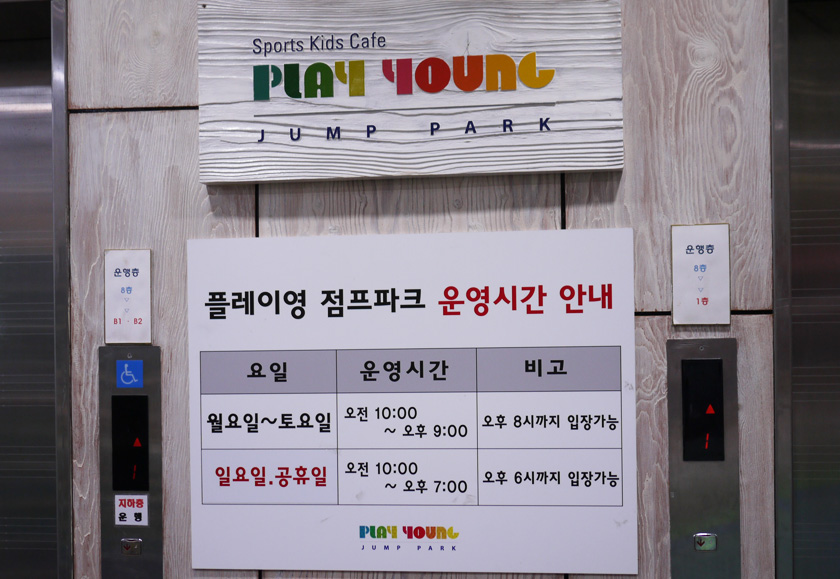 Sports Kids Cafe
PLAY YOUNG
JUMP PARK
운행층
8층
B1 · B2
운행층
8층
1층
플레이영 점프파크 운영시간 안내
요일 운영시간 비고
월요일~토요일 오전 10:00 ~ 오후 9:00 오후 8시까지 입장가능
일요일.공휴일 오전 10:00 ~ 오후 7:00 오후 6시까지 입장가능
PLAY YOUNG
JUMP PARK
1
지하층
운행
1